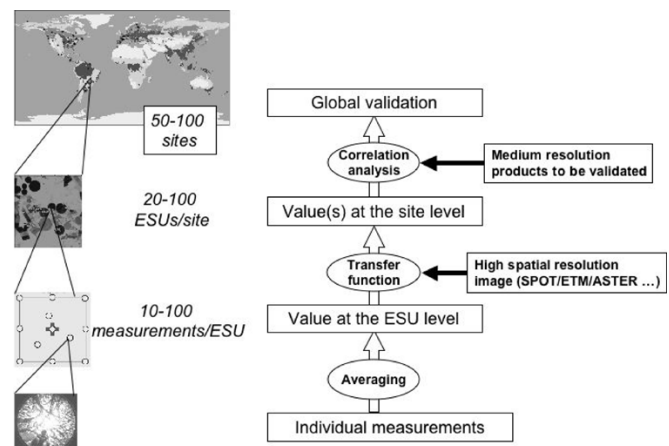 50-100
sites
20-100
ESUs/site
10-100
measurements/ESU
Global validation
Correlation
analysis
Medium resolution
products to be validated
Value(s) at the site level
Transfer
function
High spatial resolution
image (SPOT/ETM/ASTER ...)
Value at the ESU level
Averaging
Individual measurements